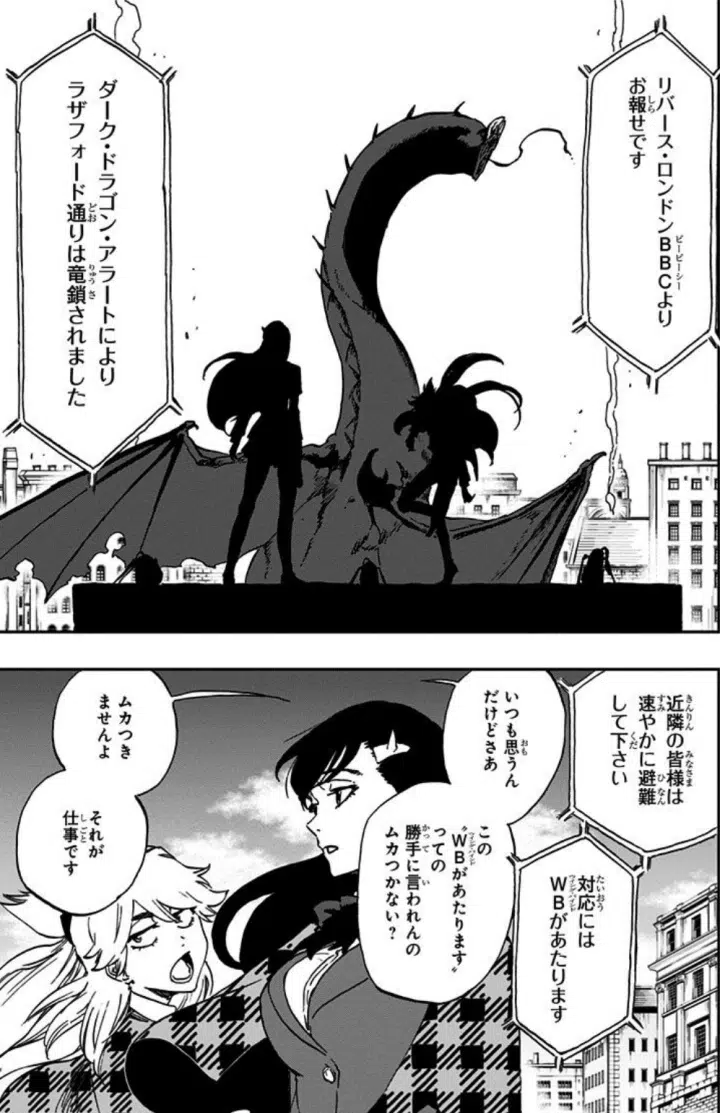 リバース・ロンドンBBCより
お報せです
ダーク・ドラゴン・アラートにより
ラザフォード通りは竜鎖されました
近隣の皆様は
速やかに避難
して下さい
対応には
WBがあたります
いつも思うん
だけどさあ
この
〝WBがあたります〟
っての
勝手に言われんの
ムカつかない?
ムカつき
ませんよ
それが
仕事です